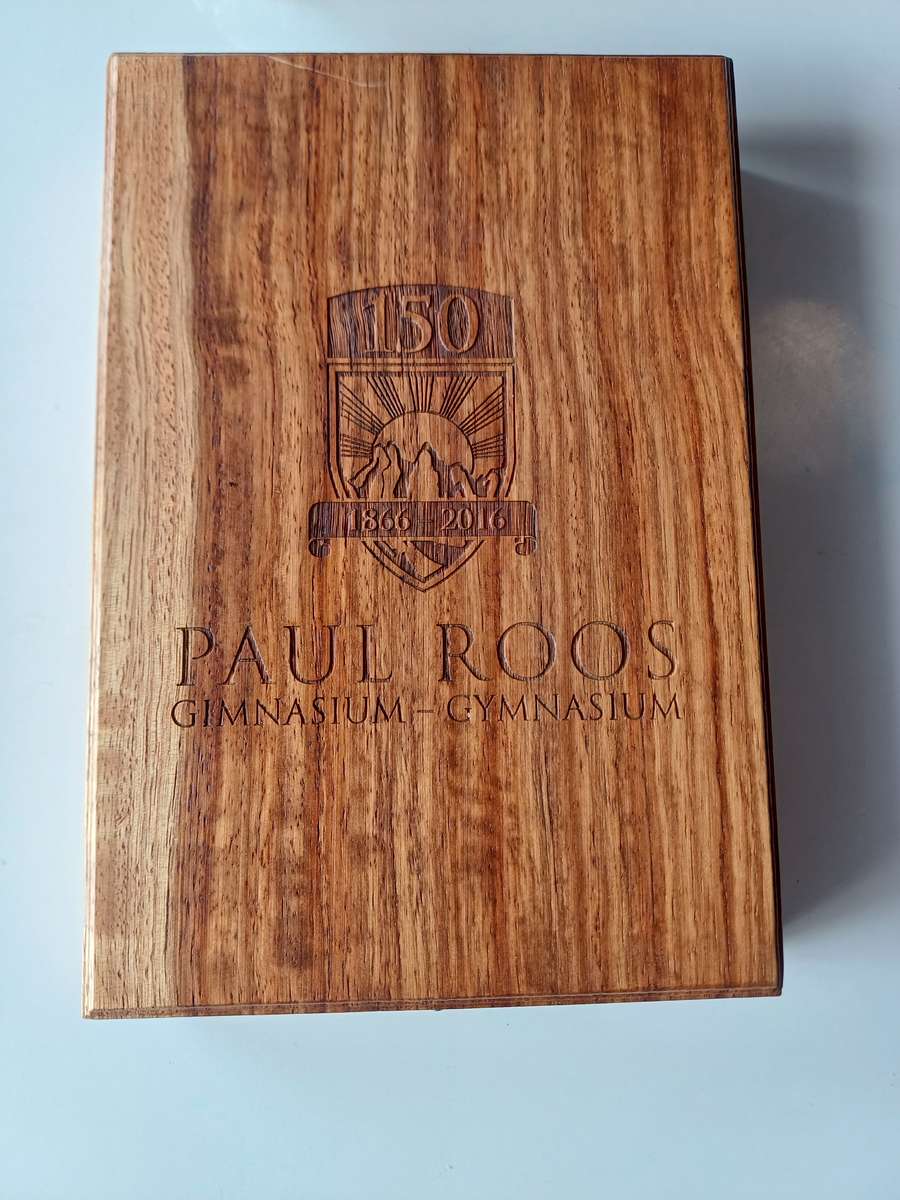 150
1866 – 2016
PAUL ROOS
GIMNASIUM – GYMNASIUM